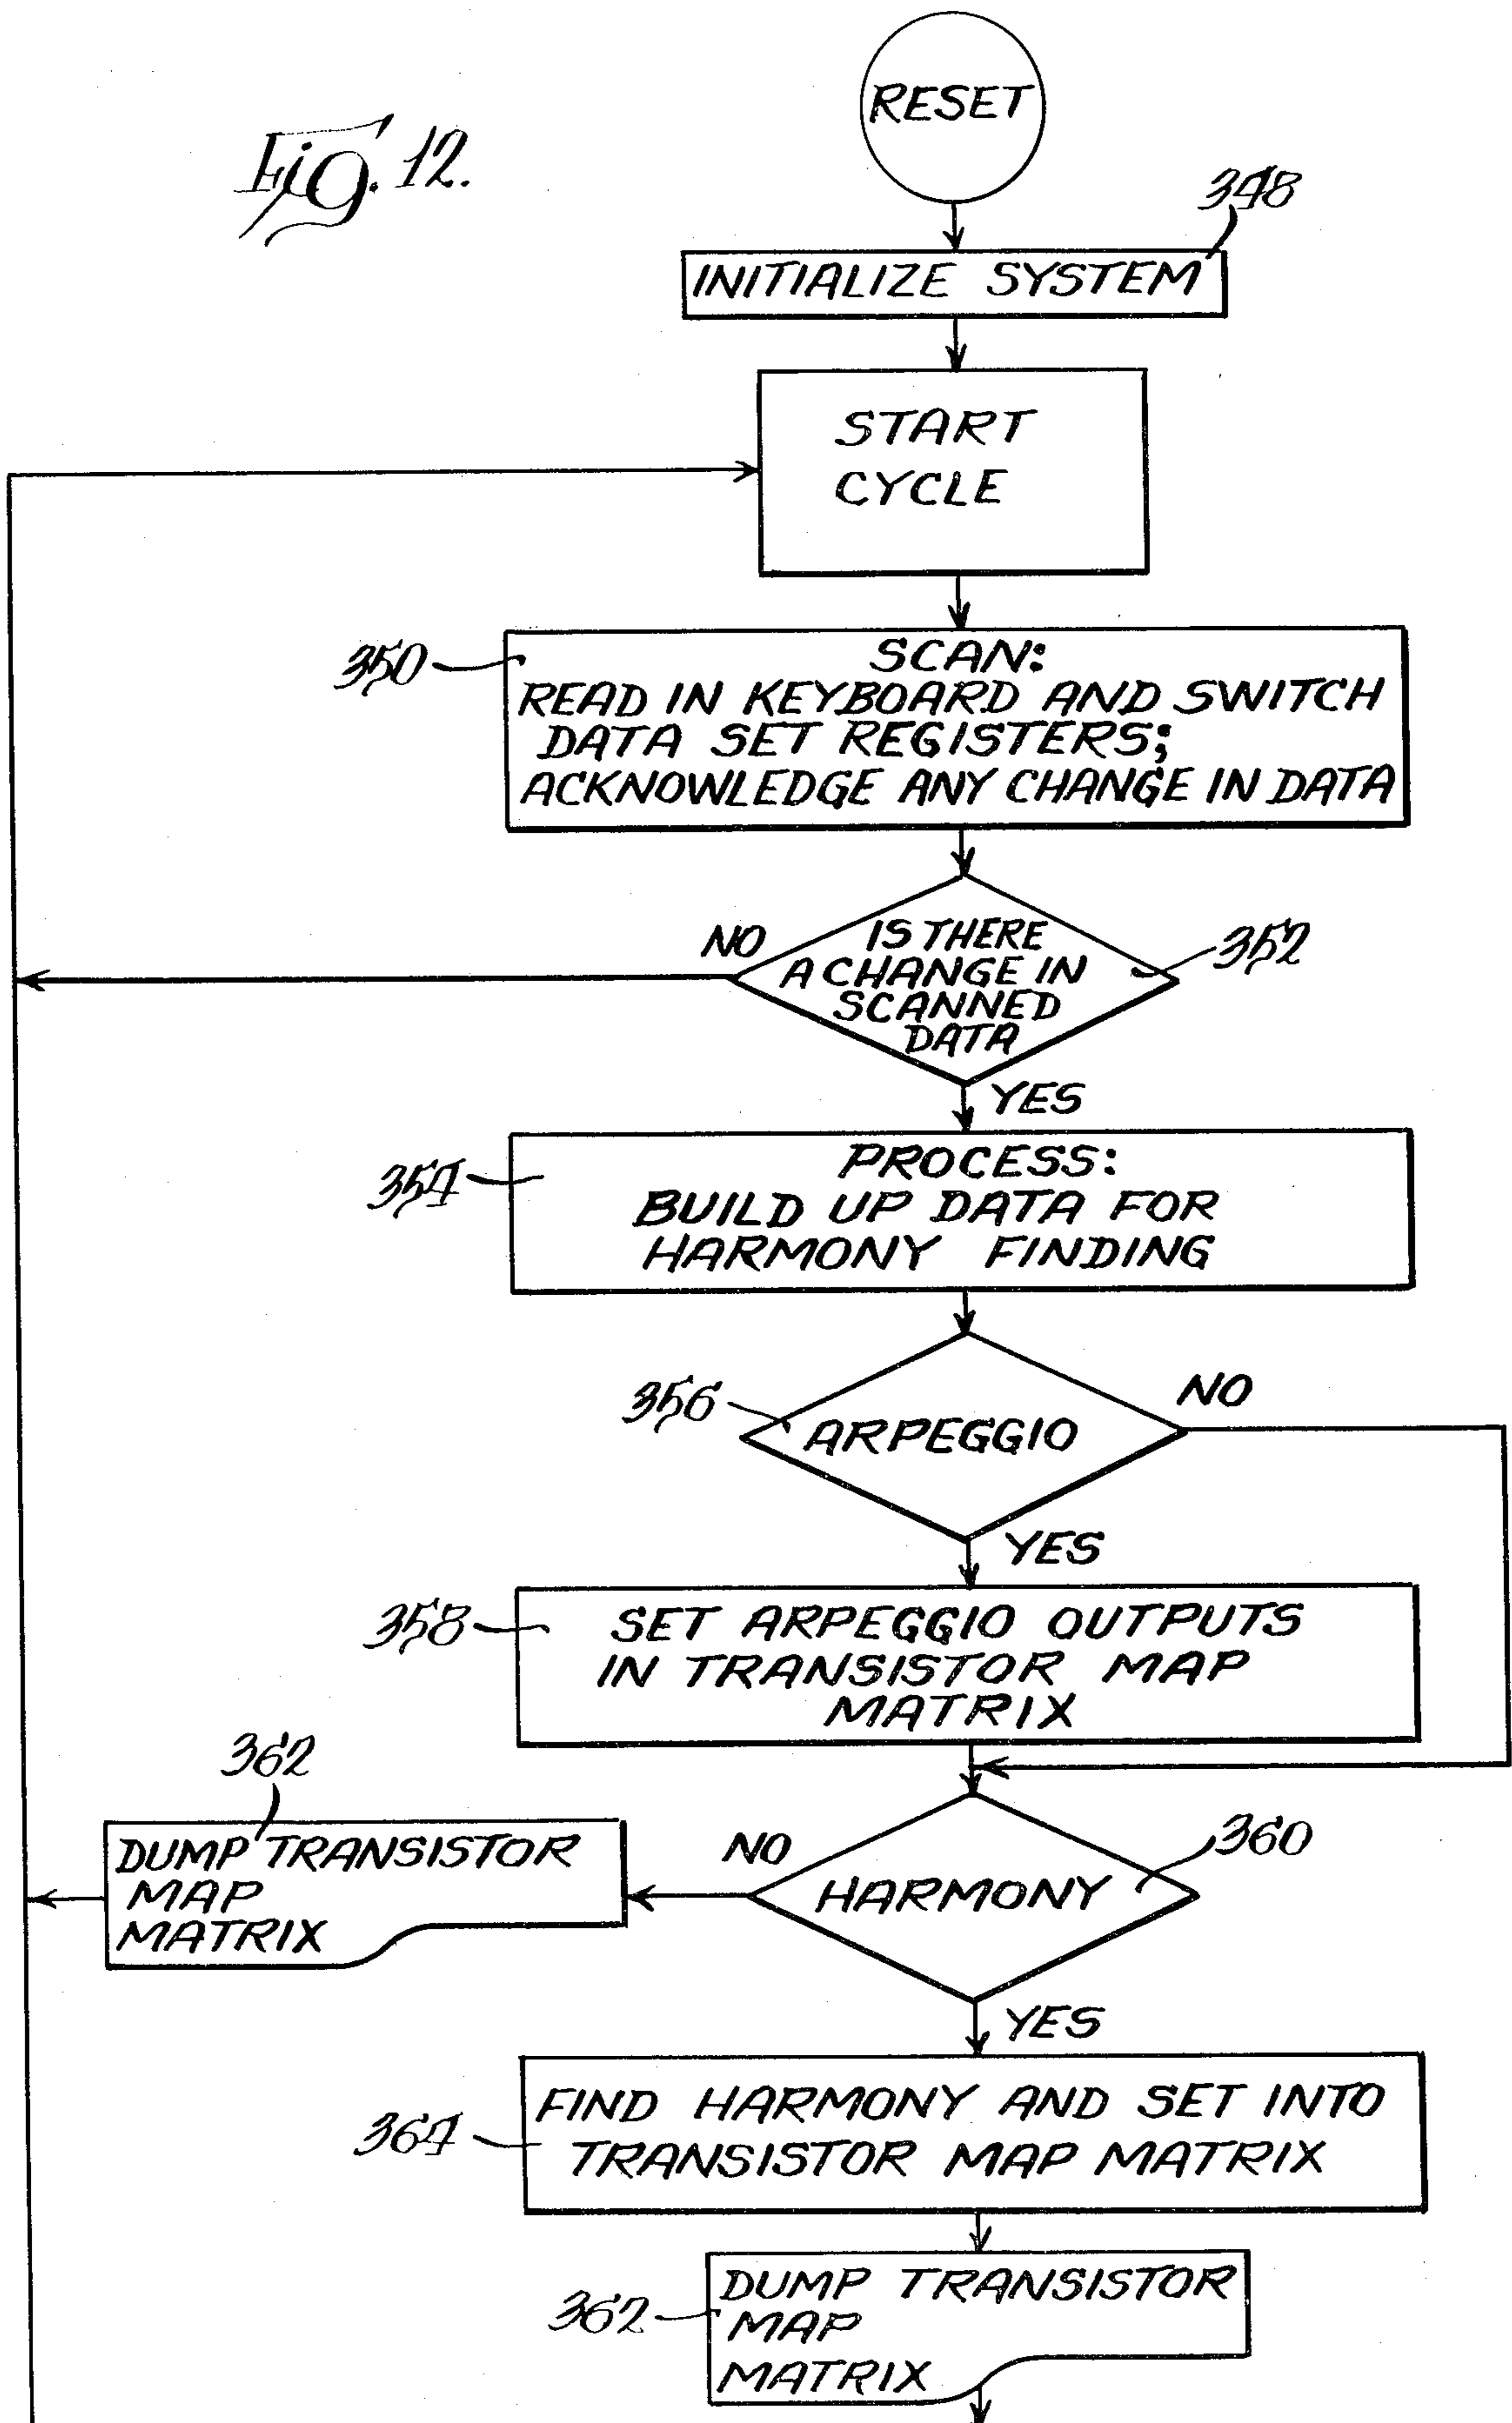 Fig. 12.
RESET
348
INITIALIZE SYSTEM
START
CYCLE
350
SCAN:
READ IN KEYBOARD AND SWITCH
DATA SET REGISTERS;
ACKNOWLEDGE ANY CHANGE IN DATA
NO
IS THERE
A CHANGE IN
SCANNED
DATA
352
YES
354
PROCESS:
BUILD UP DATA FOR
HARMONY FINDING
356
ARPEGGIO
NO
YES
358
SET ARPEGGIO OUTPUTS
IN TRANSISTOR MAP
MATRIX
362
DUMP TRANSISTOR
MAP
MATRIX
NO
HARMONY
360
YES
364
FIND HARMONY AND SET INTO
TRANSISTOR MAP MATRIX
362
DUMP TRANSISTOR
MAP
MATRIX